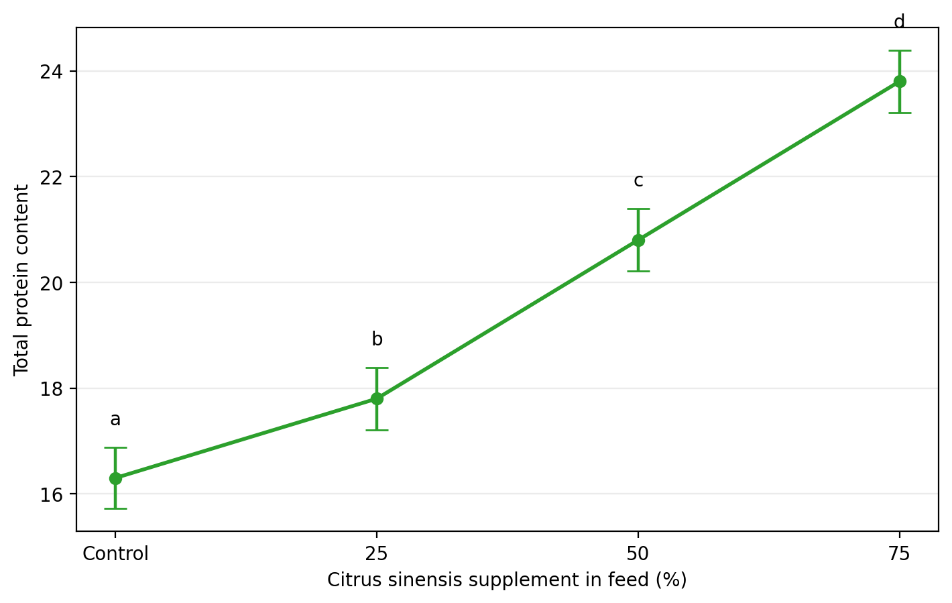 d
24
22
c
20
b
18
a
16
Total protein content
Control 25 50 75
Citrus sinensis supplement in feed (%)